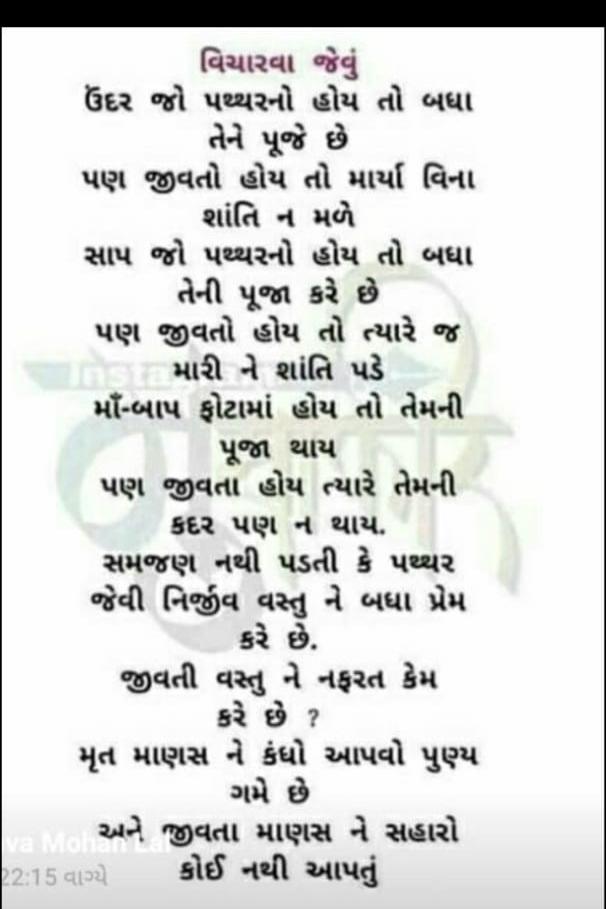 વિચારવા જેવું
ઉંદર જો પથ્થરનો હોય તો બધા
તેને પૂજે છે
પણ જીવતો હોય તો માર્યા વિના
શાંતિ ન મળે
સાપ જો પથ્થરનો હોય તો બધા
તેની પૂજા કરે છે
પણ જીવતો હોય તો ત્યારે જ
મારી ને શાંતિ પડે
માઁ-બાપ ફોટામાં હોય તો તેમની
પૂજા થાય
પણ જીવતા હોય ત્યારે તેમની
કદર પણ ન થાય.
સમજણ નથી પડતી કે પથ્થર
જેવી નિર્જીવ વસ્તુ ને બધા પ્રેમ
કરે છે.
જીવતી વસ્તુ ને નફરત કેમ
કરે છે ?
મૃત માણસ ને કંધો આપવો પુણ્ય
ગમે છે
અને જીવતા માણસ ને સહારો
કોઈ નથી આપતું
va Mohan Lal
22:15 વાગ્યે